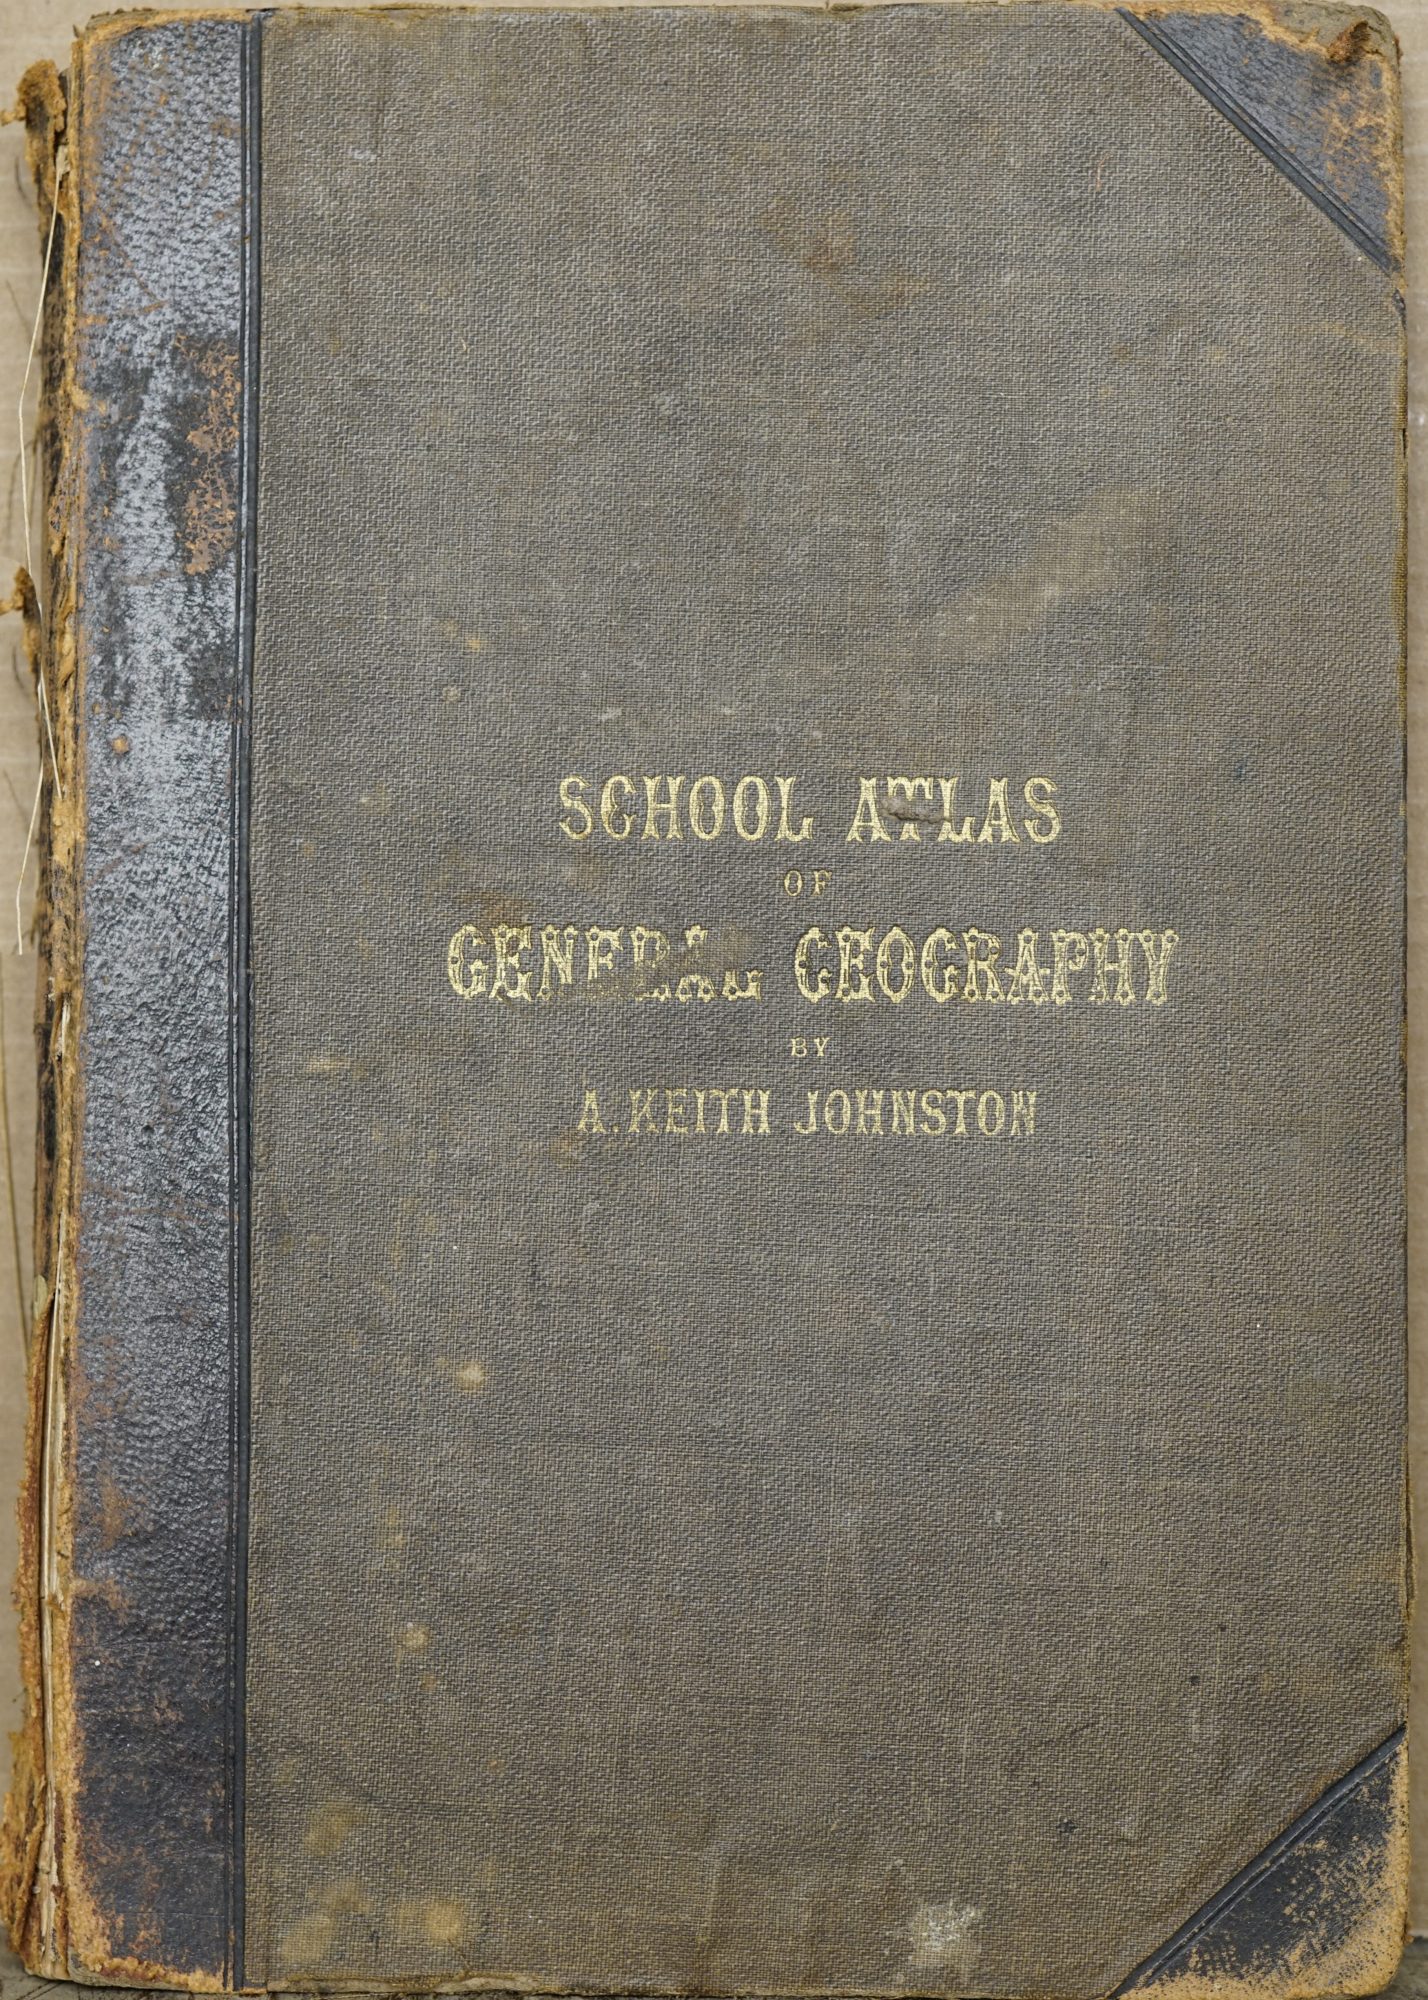 SCHOOL ATLAS
OF
GENERAL GEOGRAPHY
BY
A. KEITH JOHNSTON